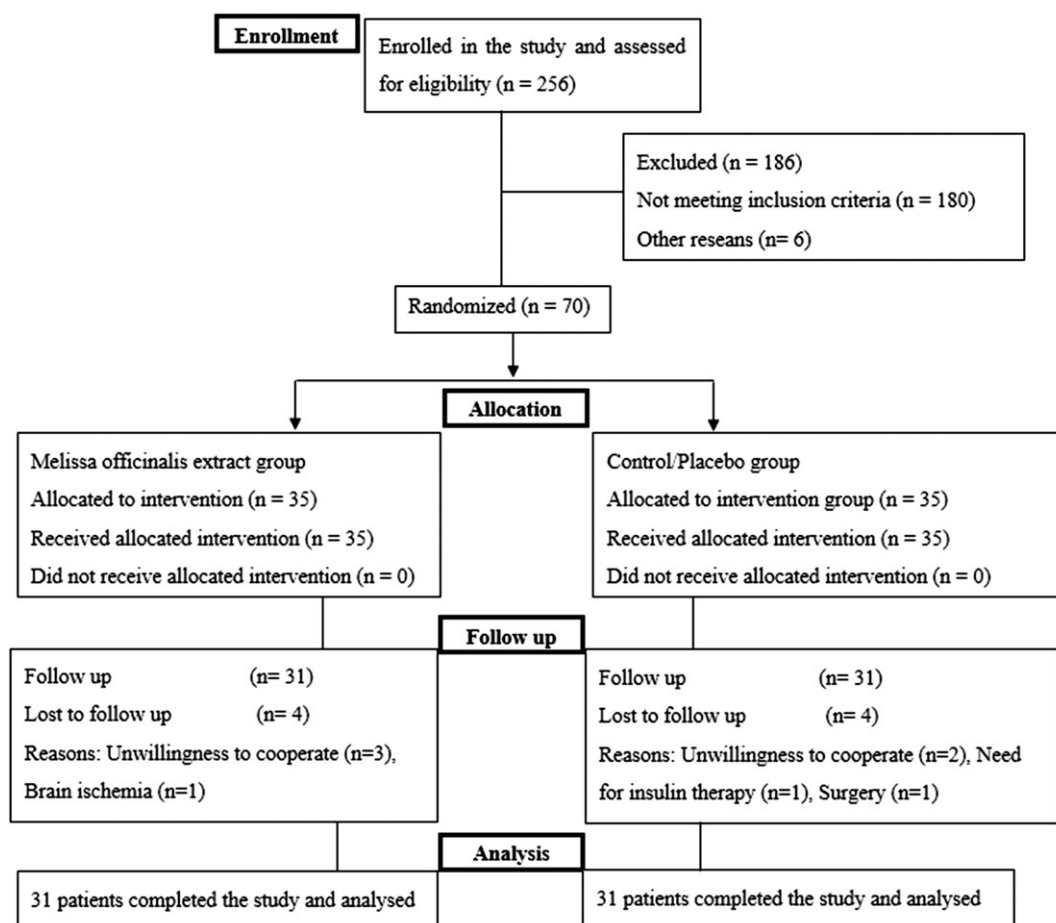 Enrollment
Enrolled in the study and assessed
for eligibility (n = 256)
Excluded (n = 186)
Not meeting inclusion criteria (n = 180)
Other reseans (n= 6)
Randomized (n = 70)
Allocation
Melissa officinalis extract group
Allocated to intervention (n = 35)
Received allocated intervention (n = 35)
Did not receive allocated intervention (n = 0)
Control/Placebo group
Allocated to intervention group (n = 35)
Received allocated intervention (n = 35)
Did not receive allocated intervention (n = 0)
Follow up
Follow up (n= 31)
Lost to follow up (n= 4)
Reasons: Unwillingness to cooperate (n=3),
Brain ischemia (n=1)
Follow up (n= 31)
Lost to follow up (n= 4)
Reasons: Unwillingness to cooperate (n=2), Need
for insulin therapy (n=1), Surgery (n=1)
Analysis
31 patients completed the study and analysed
31 patients completed the study and analysed